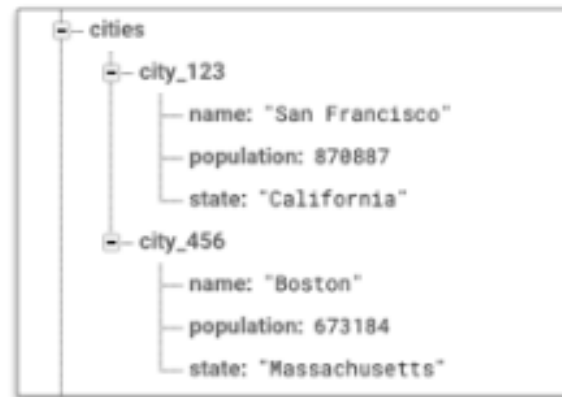 cities
city_123
name: "San Francisco"
population: 870887
state: "California"
city_456
name: "Boston"
population: 673184
state: "Massachusetts"